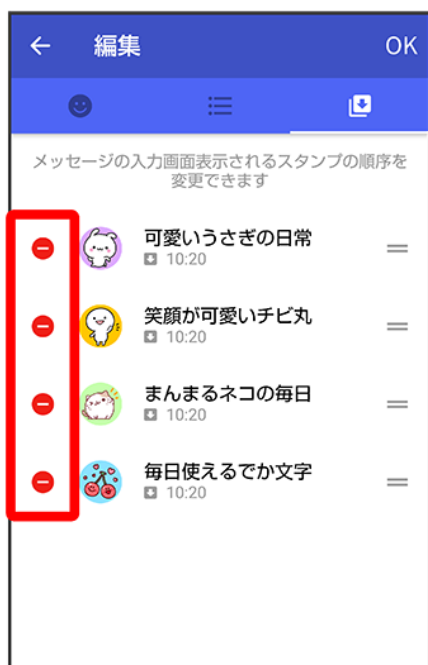 編集
OK
メッセージの入力画面表示されるスタンプの順序を
変更できます
可愛いうさぎの日常
10:20
笑顔が可愛いチビ丸
10:20
まんまるネコの毎日
10:20
毎日使えるでか文字
10:20